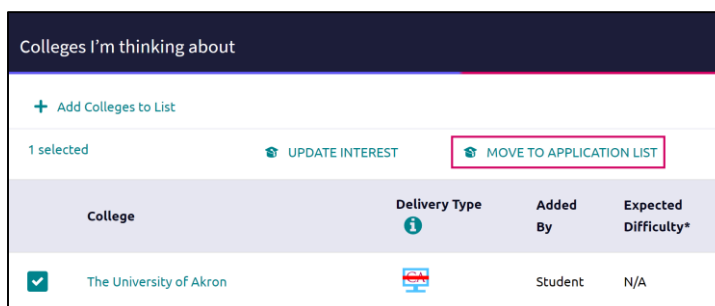 Colleges I’m thinking about
+ Add Colleges to List
1 selected UPDATE INTEREST MOVE TO APPLICATION LIST
College Delivery Type Added By Expected Difficulty*
The University of Akron CA Student N/A